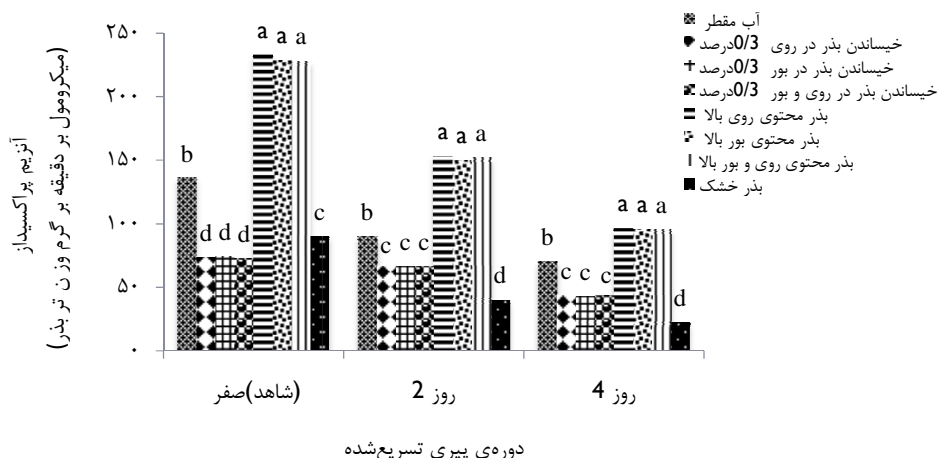 آنزیم پراکسیداز
(میکرومول بر دقیقه بر گرم وزن تر بذر)
۲۵۰
۲۰۰
۱۵۰
۱۰۰
۵۰
۰
b d d d a a a c
b c c c a a a d
b c c c a a a d
صفر(شاهد)
2 روز
4 روز
دوره‌ی پیری تسریع‌شده
آب مقطر
خیساندن بذر در روی 0/3درصد
خیساندن بذر در بور 0/3درصد
خیساندن بذر در روی و بور 0/3درصد
بذر محتوی روی بالا
بذر محتوی بور بالا
بذر محتوی روی و بور بالا
بذر خشک